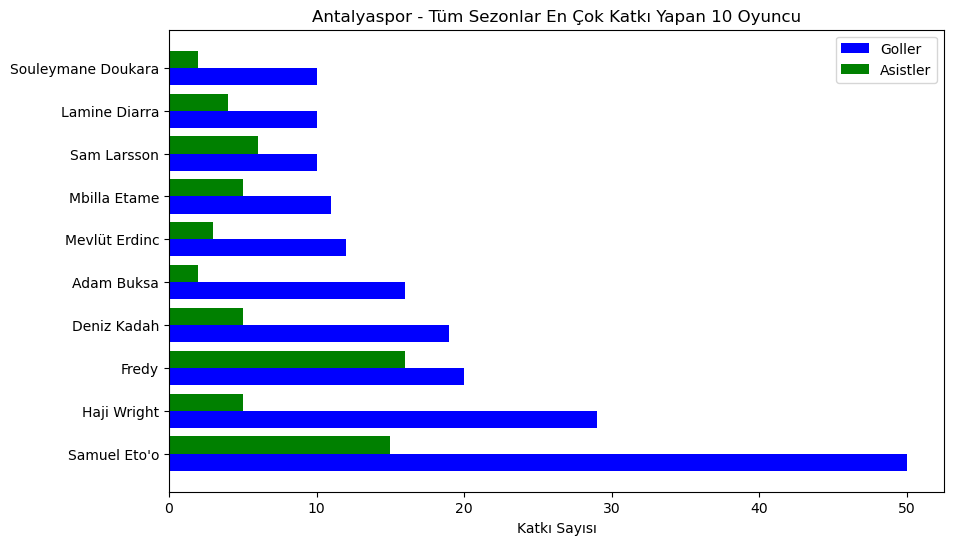 Antalyaspor - Tüm Sezonlar En Çok Katkı Yapan 10 Oyuncu
Goller
Asistler
Souleymane Doukara
Lamine Diarra
Sam Larsson
Mbilla Etame
Mevlüt Erdinc
Adam Buksa
Deniz Kadah
Fredy
Haji Wright
Samuel Eto'o
0 10 20 30 40 50
Katkı Sayısı